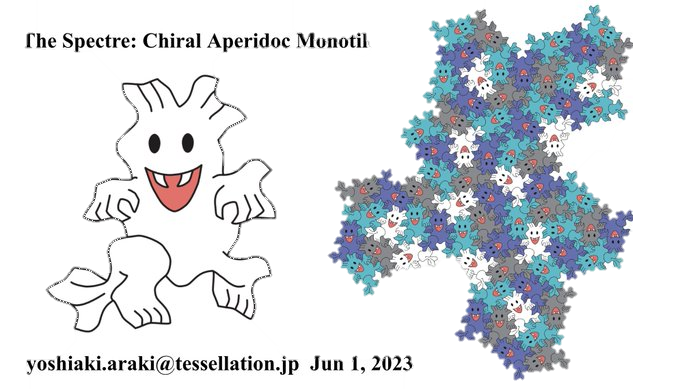 The Spectre: Chiral Aperidoc Monotil
yoshiaki.araki@tessellation.jp Jun 1, 2023